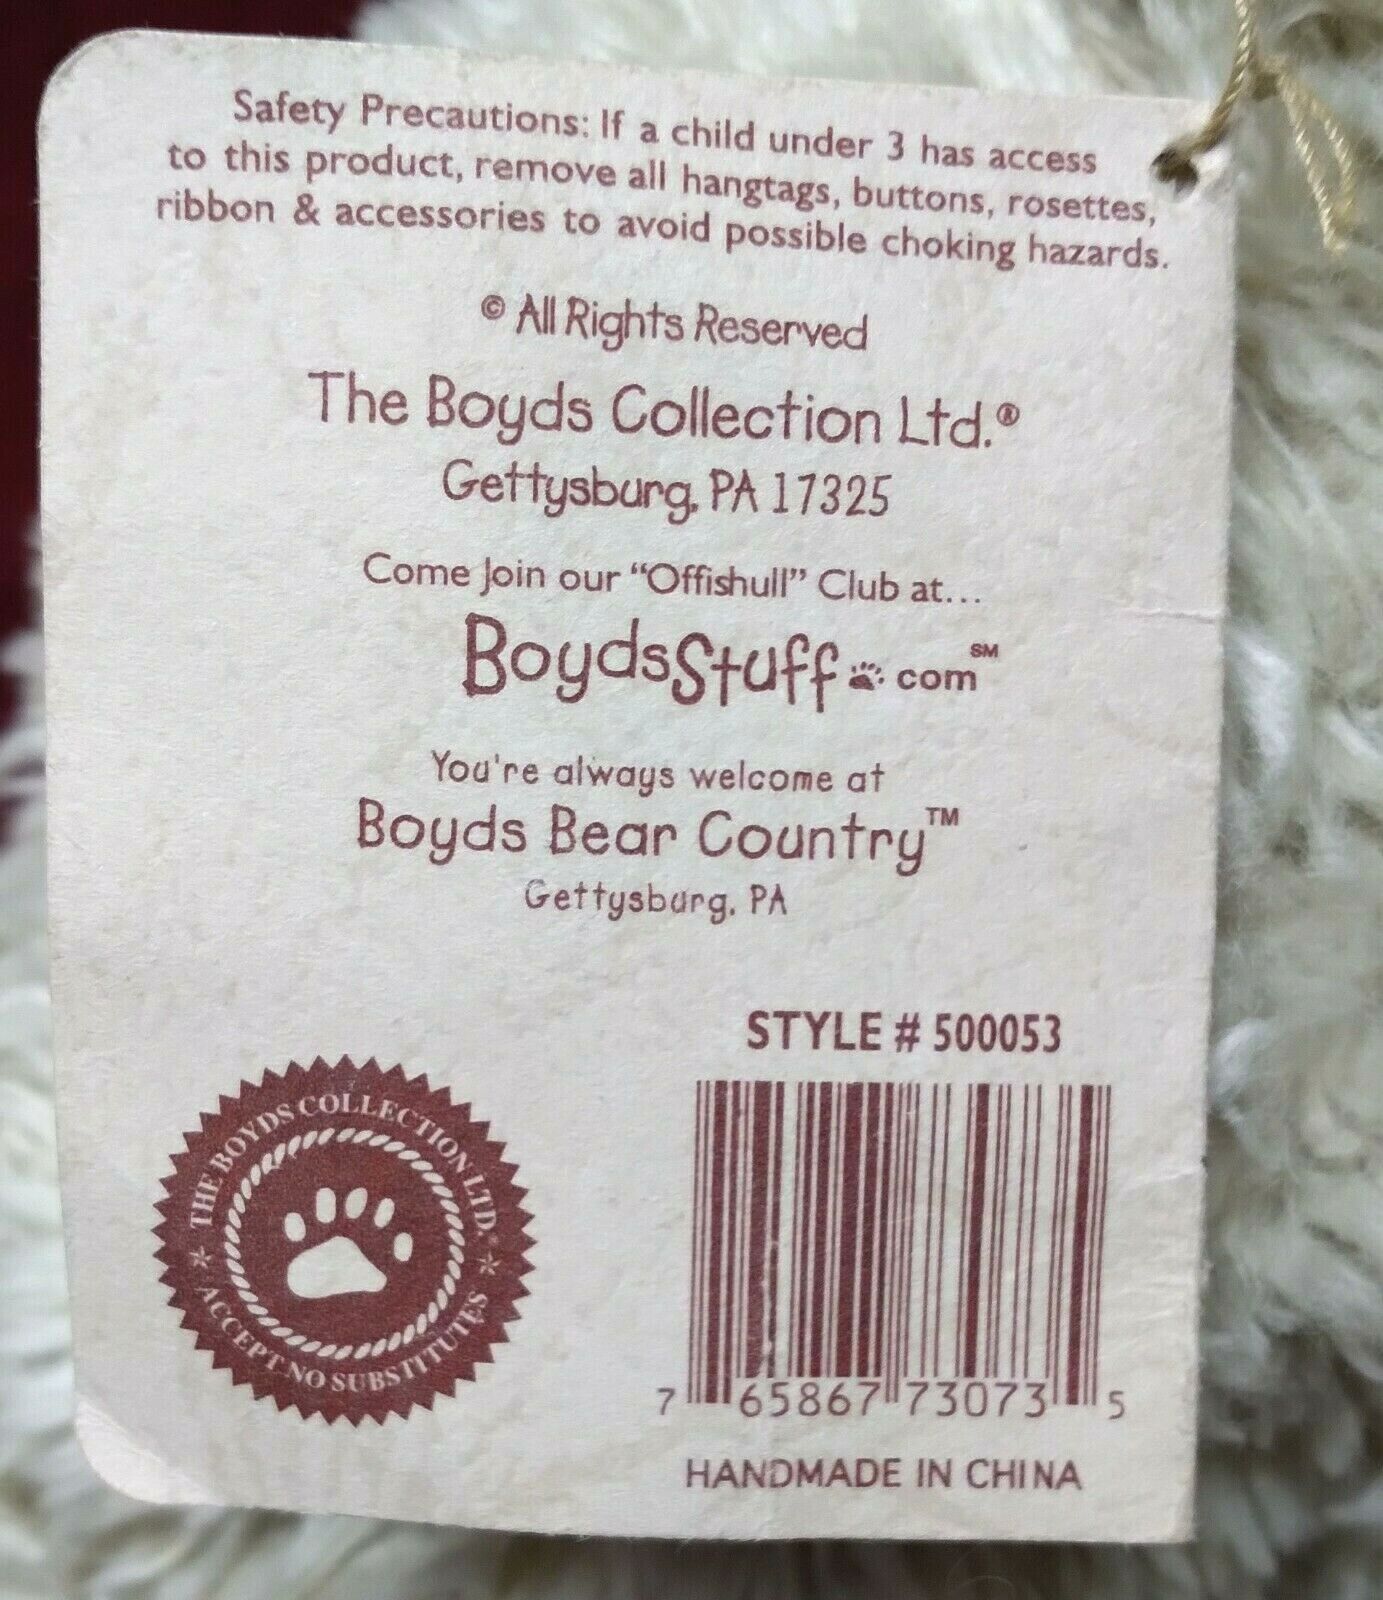 Safety Precautions: If a child under 3 has access
to this product, remove all hangtags, buttons, rosettes,
ribbon & accessories to avoid possible choking hazards.
© All Rights Reserved
The Boyds Collection Ltd.®
Gettysburg, PA 17325
Come Join our "Offishull" Club at...
BoydsStuff.com℠
You're always welcome at
Boyds Bear Country™
Gettysburg, PA
STYLE # 500053
THE BOYDS COLLECTION LTD.®
* ACCEPT NO SUBSTITUTES *
7 65867 73073 5
HANDMADE IN CHINA